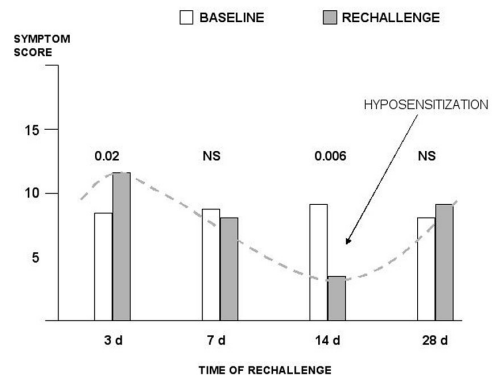 BASELINE RECHALLENGE
SYMPTOM
SCORE
HYPOSENSITIZATION
15
0.02 NS 0.006 NS
10
5
3 d 7 d 14 d 28 d
TIME OF RECHALLENGE